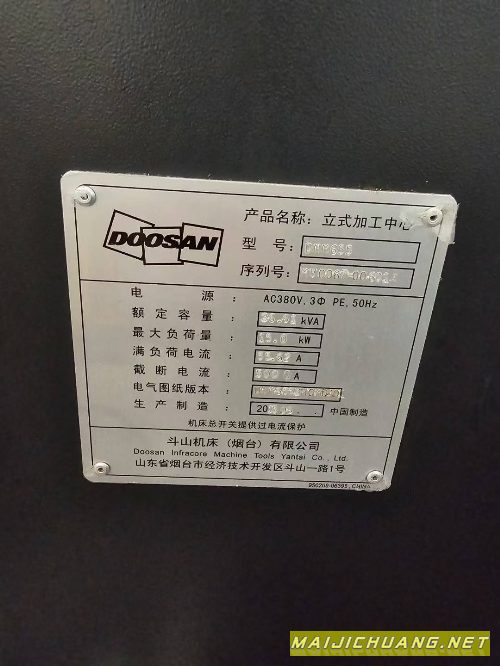 DOOSAN
产品名称: 立式加工中心
型 号:
序列号:
电 源 : AC380V, 3Φ PE, 50Hz
额定容量 : kVA
最大负荷量 : kW
满负荷电流 : A
截断电流 : A
电气图纸版本 :
生产制造 : 20 中国制造
机床总开关提供过电流保护
斗山机床(烟台)有限公司
Doosan Infracore Machine Tools Yantai Co., Ltd.
山东省烟台市经济技术开发区斗山一路1号
950209-06395, CHINA
MAIJICHUANG.NET